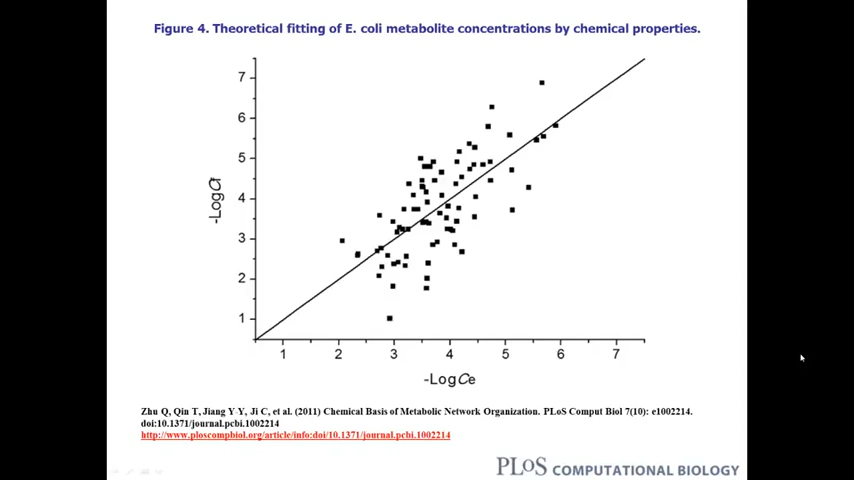 Figure 4. Theoretical fitting of E. coli metabolite concentrations by chemical properties.
7
6
5
4
3
2
1
-LogCf
1 2 3 4 5 6 7
-LogCe
Zhu Q, Qin T, Jiang Y-Y, Ji C, et al. (2011) Chemical Basis of Metabolic Network Organization. PLoS Comput Biol 7(10): e1002214.
doi:10.1371/journal.pcbi.1002214
http://www.ploscompbiol.org/article/info:doi/10.1371/journal.pcbi.1002214
PLoS COMPUTATIONAL BIOLOGY